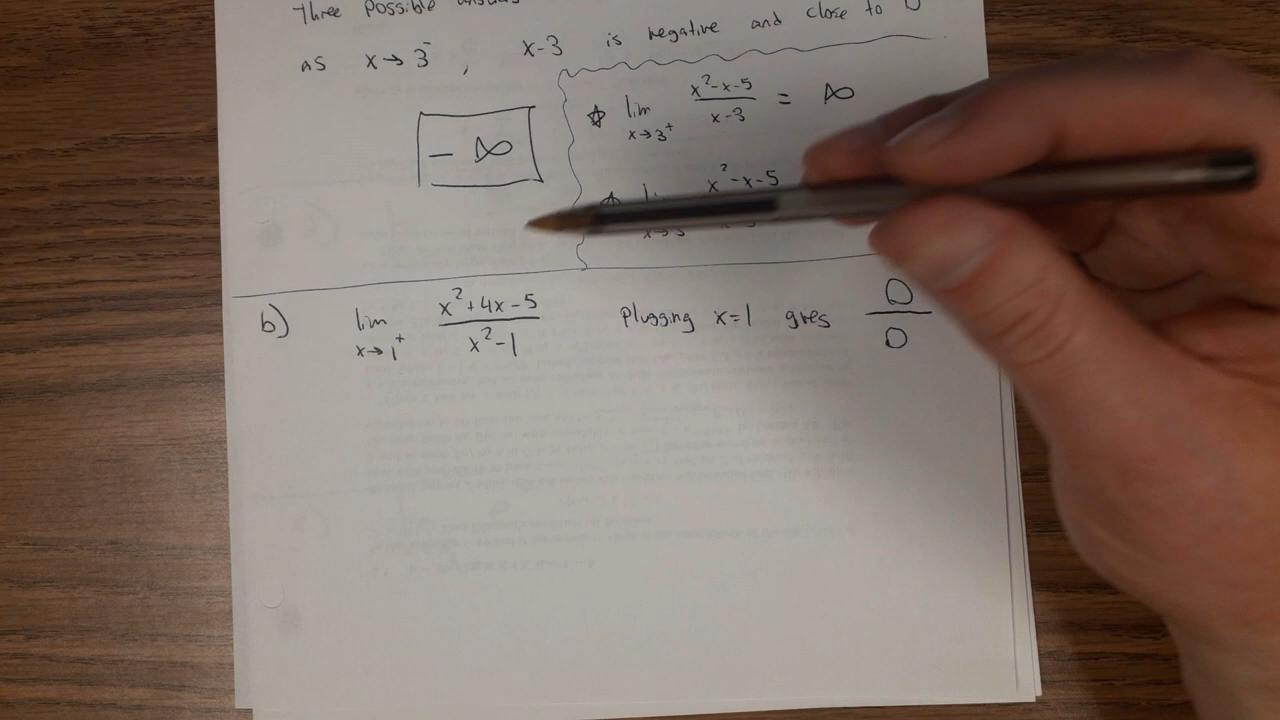 Three possible
as x→3⁻, x-3 is negative and close to 0
- ∞
☆ lim x→3⁺ (x²-x-5)/(x-3) = ∞
☆ x²-x-5
b) lim x→1⁺ (x²+4x-5)/(x²-1) Plugging x=1 gives 0/0